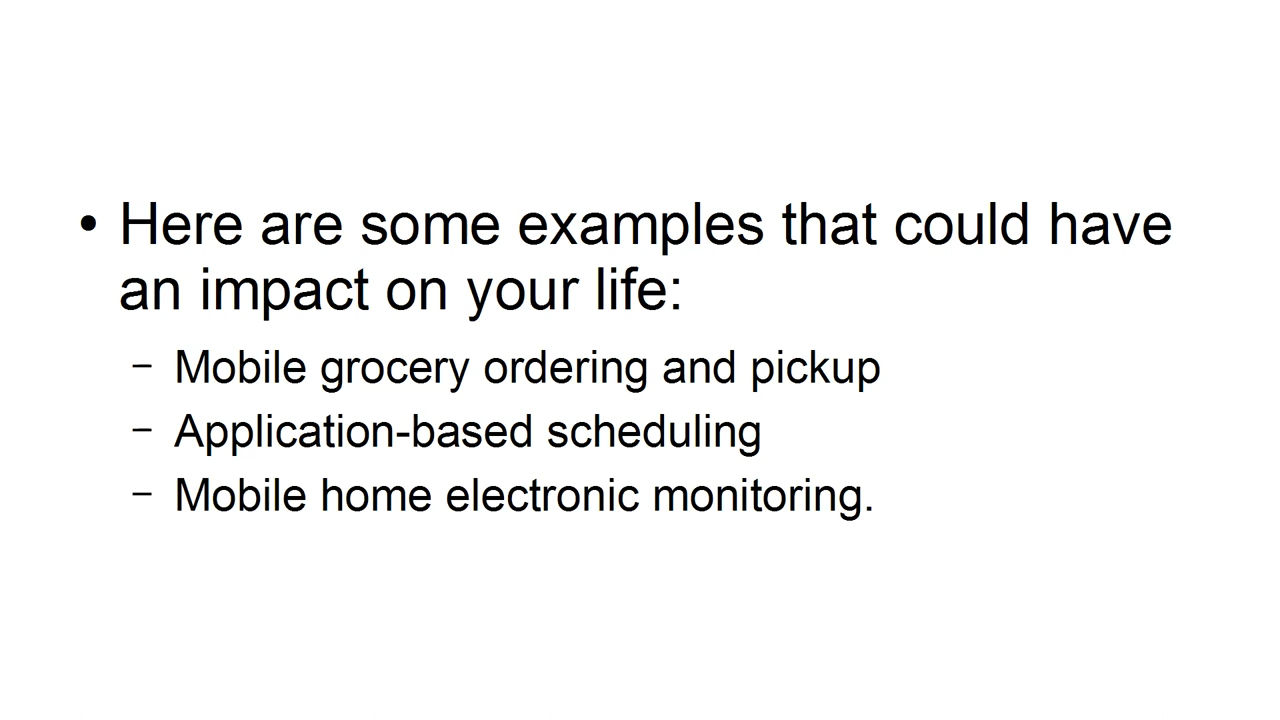 • Here are some examples that could have
an impact on your life:
– Mobile grocery ordering and pickup
– Application-based scheduling
– Mobile home electronic monitoring.